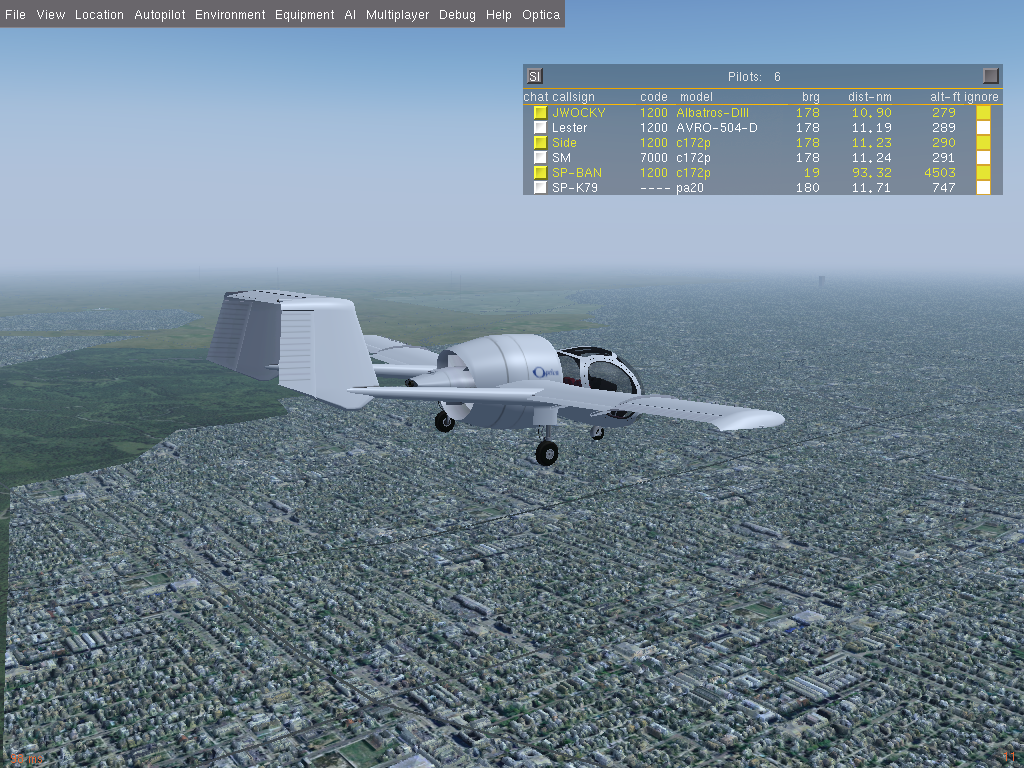 File View Location Autopilot Environment Equipment AI Multiplayer Debug Help Optica
SI Pilots: 6
chat callsign code model brg dist-nm alt-ft ignore
JWOCKY 1200 Albatros-DIII 178 10.90 279
Lester 1200 AVRO-504-D 178 11.19 289
Side 1200 c172p 178 11.23 290
SM 7000 c172p 178 11.24 291
SP-BAN 1200 c172p 19 93.32 4503
SP-K79 ---- pa20 180 11.71 747
Optica